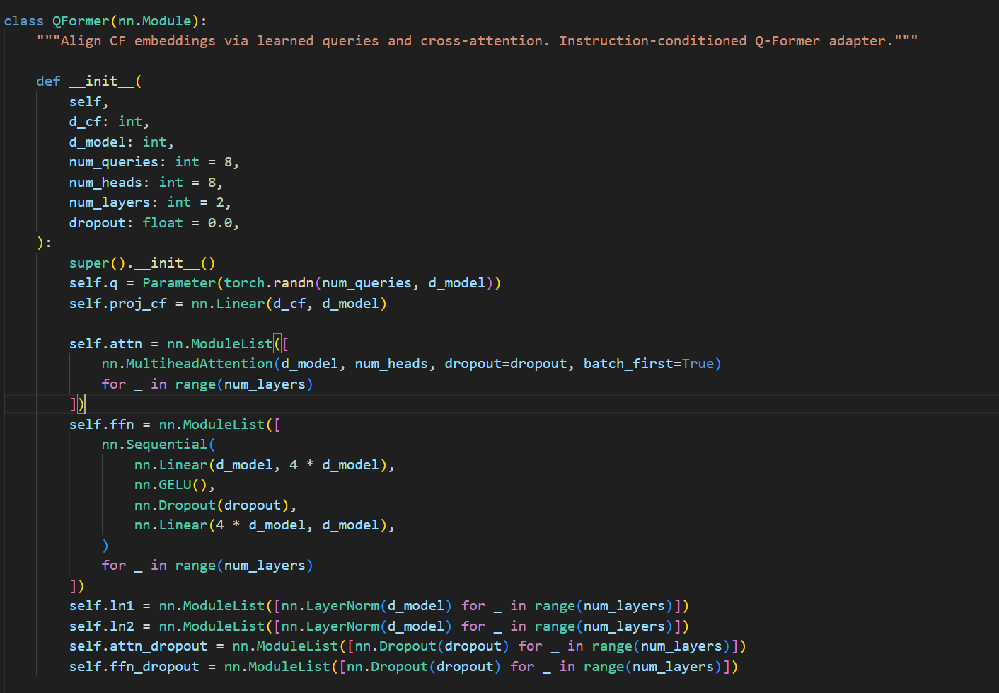 class QFormer(nn.Module):
    """Align CF embeddings via learned queries and cross-attention. Instruction-conditioned Q-Former adapter."""

    def __init__(
        self,
        d_cf: int,
        d_model: int,
        num_queries: int = 8,
        num_heads: int = 8,
        num_layers: int = 2,
        dropout: float = 0.0,
    ):
        super().__init__()
        self.q = Parameter(torch.randn(num_queries, d_model))
        self.proj_cf = nn.Linear(d_cf, d_model)

        self.attn = nn.ModuleList([
            nn.MultiheadAttention(d_model, num_heads, dropout=dropout, batch_first=True)
            for _ in range(num_layers)
        ])
        self.ffn = nn.ModuleList([
            nn.Sequential(
                nn.Linear(d_model, 4 * d_model),
                nn.GELU(),
                nn.Dropout(dropout),
                nn.Linear(4 * d_model, d_model),
            )
            for _ in range(num_layers)
        ])
        self.ln1 = nn.ModuleList([nn.LayerNorm(d_model) for _ in range(num_layers)])
        self.ln2 = nn.ModuleList([nn.LayerNorm(d_model) for _ in range(num_layers)])
        self.attn_dropout = nn.ModuleList([nn.Dropout(dropout) for _ in range(num_layers)])
        self.ffn_dropout = nn.ModuleList([nn.Dropout(dropout) for _ in range(num_layers)])